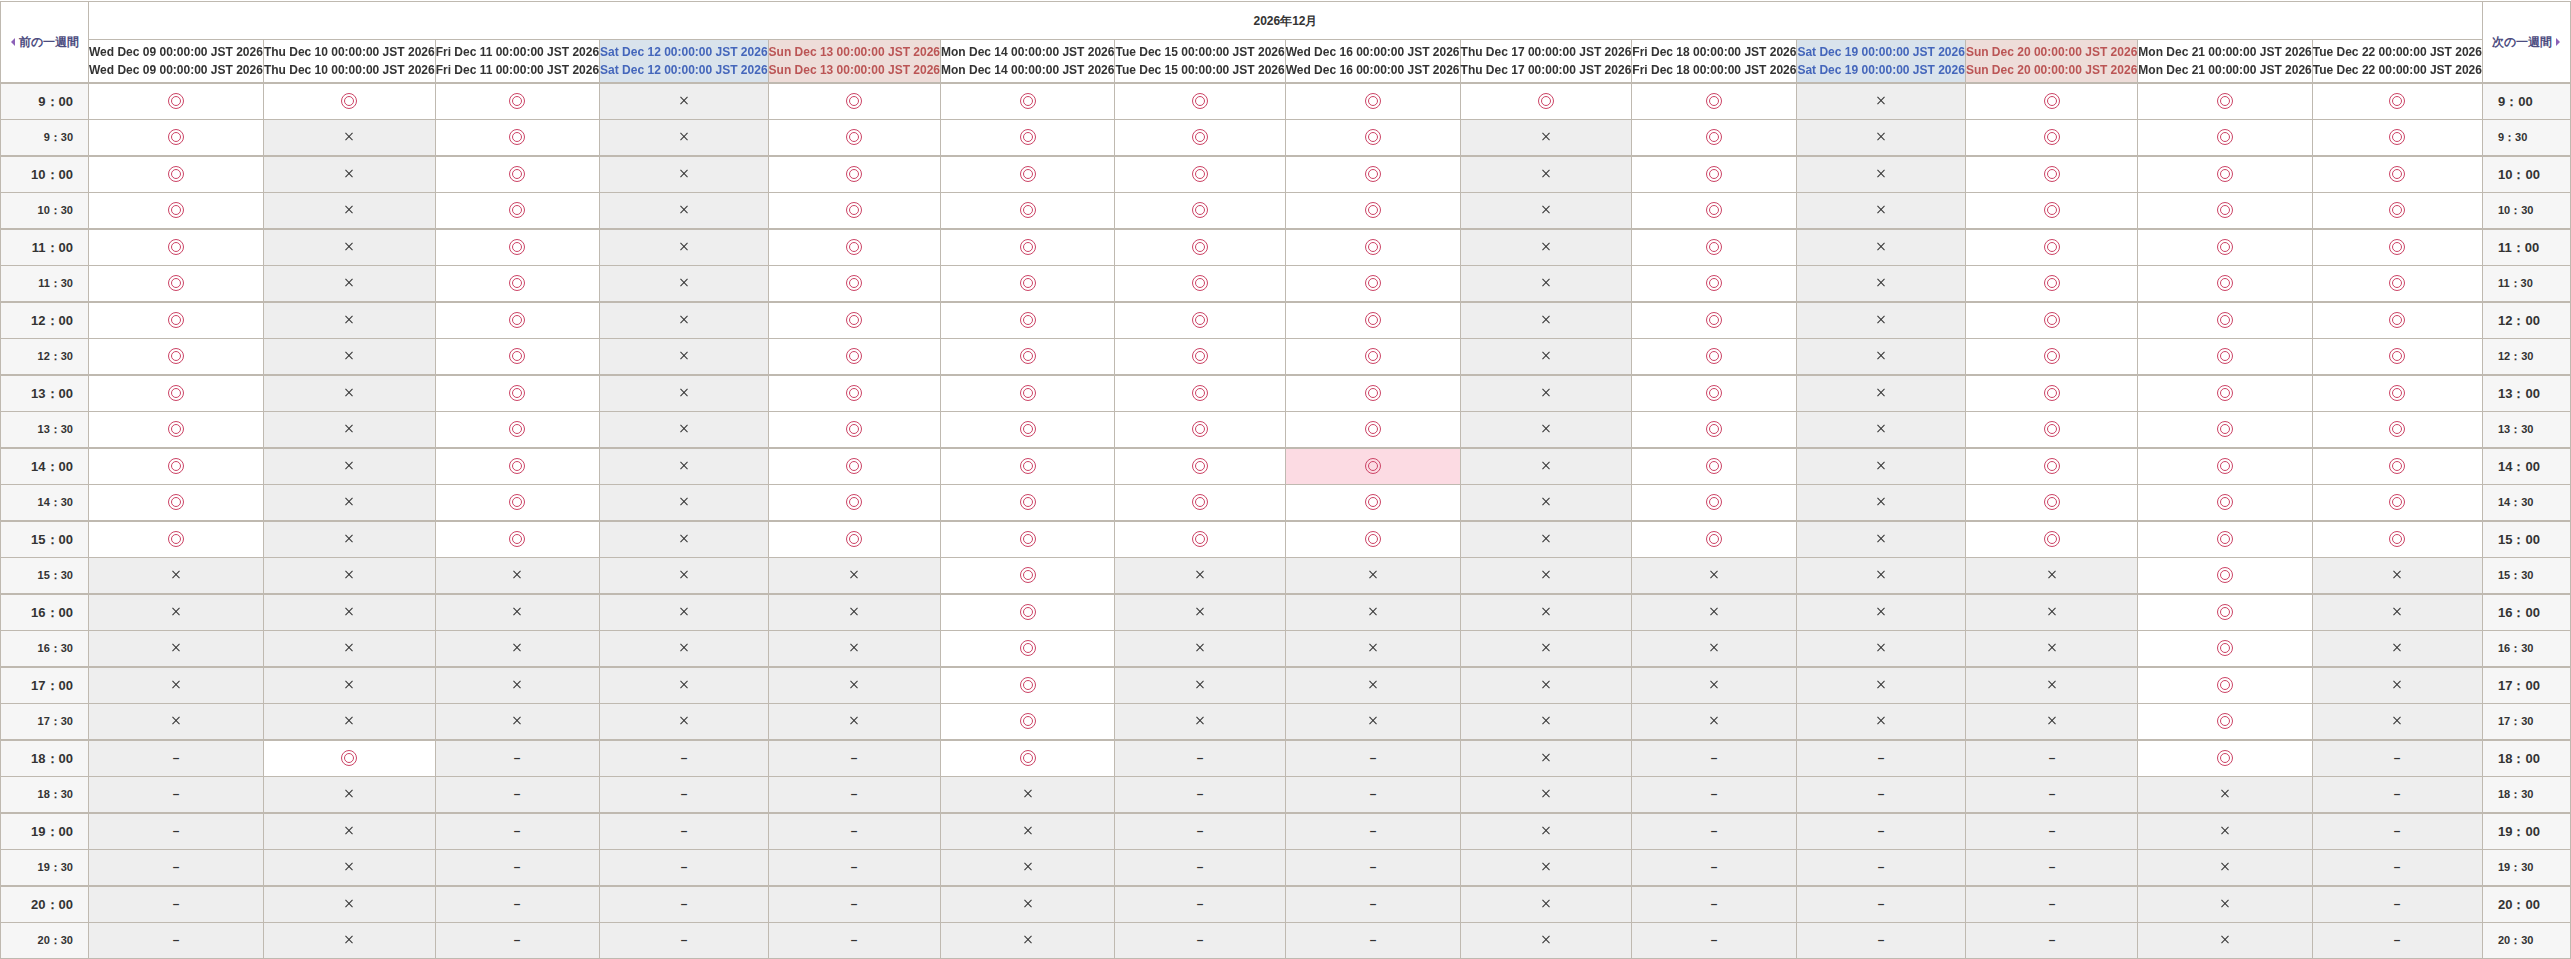 2026年12月
前の一週間 次の一週間
Wed Dec 09 00:00:00 JST 2026 Thu Dec 10 00:00:00 JST 2026 Fri Dec 11 00:00:00 JST 2026 Sat Dec 12 00:00:00 JST 2026 Sun Dec 13 00:00:00 JST 2026 Mon Dec 14 00:00:00 JST 2026 Tue Dec 15 00:00:00 JST 2026 Wed Dec 16 00:00:00 JST 2026 Thu Dec 17 00:00:00 JST 2026 Fri Dec 18 00:00:00 JST 2026 Sat Dec 19 00:00:00 JST 2026 Sun Dec 20 00:00:00 JST 2026 Mon Dec 21 00:00:00 JST 2026 Tue Dec 22 00:00:00 JST 2026
Wed Dec 09 00:00:00 JST 2026 Thu Dec 10 00:00:00 JST 2026 Fri Dec 11 00:00:00 JST 2026 Sat Dec 12 00:00:00 JST 2026 Sun Dec 13 00:00:00 JST 2026 Mon Dec 14 00:00:00 JST 2026 Tue Dec 15 00:00:00 JST 2026 Wed Dec 16 00:00:00 JST 2026 Thu Dec 17 00:00:00 JST 2026 Fri Dec 18 00:00:00 JST 2026 Sat Dec 19 00:00:00 JST 2026 Sun Dec 20 00:00:00 JST 2026 Mon Dec 21 00:00:00 JST 2026 Tue Dec 22 00:00:00 JST 2026
9：00 ◎ ◎ ◎ × ◎ ◎ ◎ ◎ ◎ ◎ × ◎ ◎ ◎ 9：00
9：30 ◎ × ◎ × ◎ ◎ ◎ ◎ × ◎ × ◎ ◎ ◎ 9：30
10：00 ◎ × ◎ × ◎ ◎ ◎ ◎ × ◎ × ◎ ◎ ◎ 10：00
10：30 ◎ × ◎ × ◎ ◎ ◎ ◎ × ◎ × ◎ ◎ ◎ 10：30
11：00 ◎ × ◎ × ◎ ◎ ◎ ◎ × ◎ × ◎ ◎ ◎ 11：00
11：30 ◎ × ◎ × ◎ ◎ ◎ ◎ × ◎ × ◎ ◎ ◎ 11：30
12：00 ◎ × ◎ × ◎ ◎ ◎ ◎ × ◎ × ◎ ◎ ◎ 12：00
12：30 ◎ × ◎ × ◎ ◎ ◎ ◎ × ◎ × ◎ ◎ ◎ 12：30
13：00 ◎ × ◎ × ◎ ◎ ◎ ◎ × ◎ × ◎ ◎ ◎ 13：00
13：30 ◎ × ◎ × ◎ ◎ ◎ ◎ × ◎ × ◎ ◎ ◎ 13：30
14：00 ◎ × ◎ × ◎ ◎ ◎ ◎ × ◎ × ◎ ◎ ◎ 14：00
14：30 ◎ × ◎ × ◎ ◎ ◎ ◎ × ◎ × ◎ ◎ ◎ 14：30
15：00 ◎ × ◎ × ◎ ◎ ◎ ◎ × ◎ × ◎ ◎ ◎ 15：00
15：30 × × × × × ◎ × × × × × × ◎ × 15：30
16：00 × × × × × ◎ × × × × × × ◎ × 16：00
16：30 × × × × × ◎ × × × × × × ◎ × 16：30
17：00 × × × × × ◎ × × × × × × ◎ × 17：00
17：30 × × × × × ◎ × × × × × × ◎ × 17：30
18：00 － ◎ － － － ◎ － － × － － － ◎ － 18：00
18：30 － × － － － × － － × － － － × － 18：30
19：00 － × － － － × － － × － － － × － 19：00
19：30 － × － － － × － － × － － － × － 19：30
20：00 － × － － － × － － × － － － × － 20：00
20：30 － × － － － × － － × － － － × － 20：30